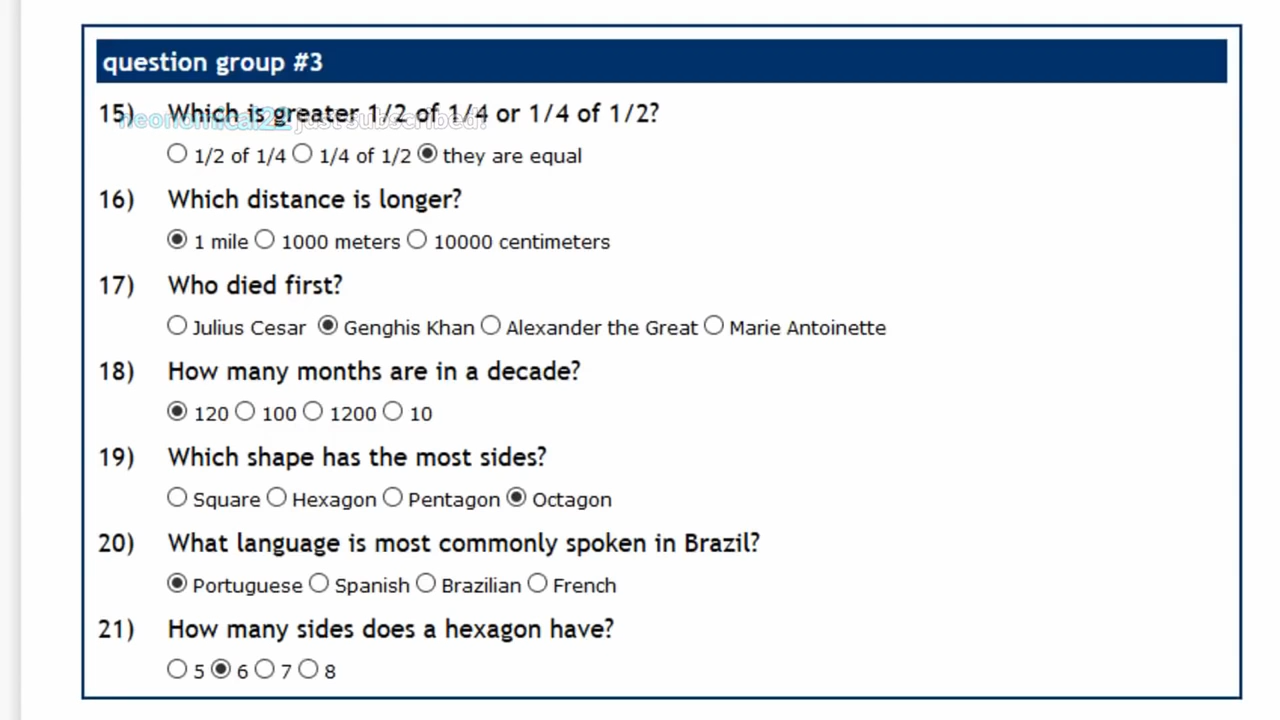 question group #3
15) Which is greater 1/2 of 1/4 or 1/4 of 1/2?
neonomical22 just subscribed!
1/2 of 1/4 1/4 of 1/2 they are equal
16) Which distance is longer?
1 mile 1000 meters 10000 centimeters
17) Who died first?
Julius Cesar Genghis Khan Alexander the Great Marie Antoinette
18) How many months are in a decade?
120 100 1200 10
19) Which shape has the most sides?
Square Hexagon Pentagon Octagon
20) What language is most commonly spoken in Brazil?
Portuguese Spanish Brazilian French
21) How many sides does a hexagon have?
5 6 7 8